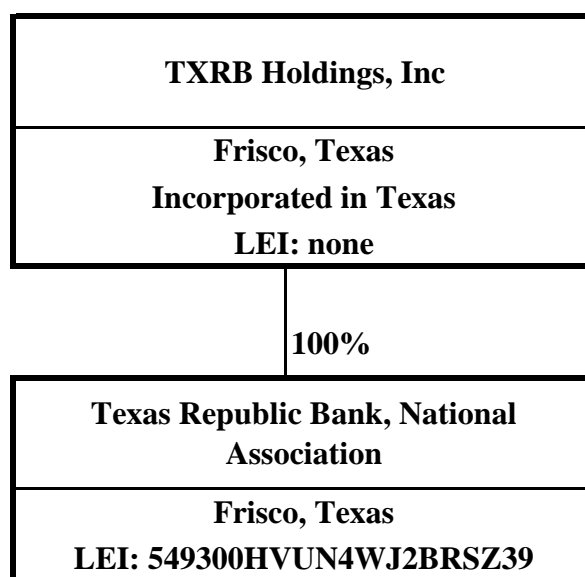 TXRB Holdings, Inc
Frisco, Texas
Incorporated in Texas
LEI: none
100%
Texas Republic Bank, National
Association
Frisco, Texas
LEI: 549300HVUN4WJ2BRSZ39